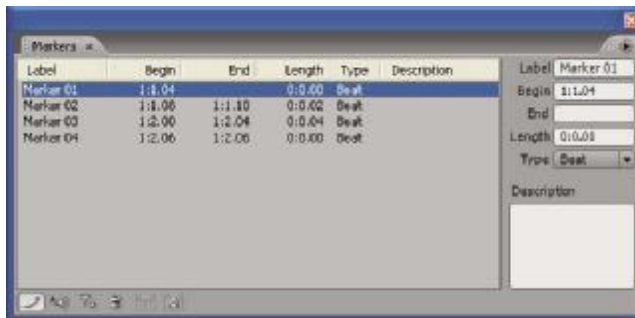 Markers ×
Label Begin End Length Type Description
Marker 01 1:1.04 0:0.00 Beat
Marker 02 1:1.08 1:1.10 0:0.02 Beat
Marker 03 1:2.00 1:2.04 0:0.04 Beat
Marker 04 1:2.06 1:2.06 0:0.00 Beat
Label Marker 01
Begin 1:1.04
End
Length 0:0.00
Type Beat
Description